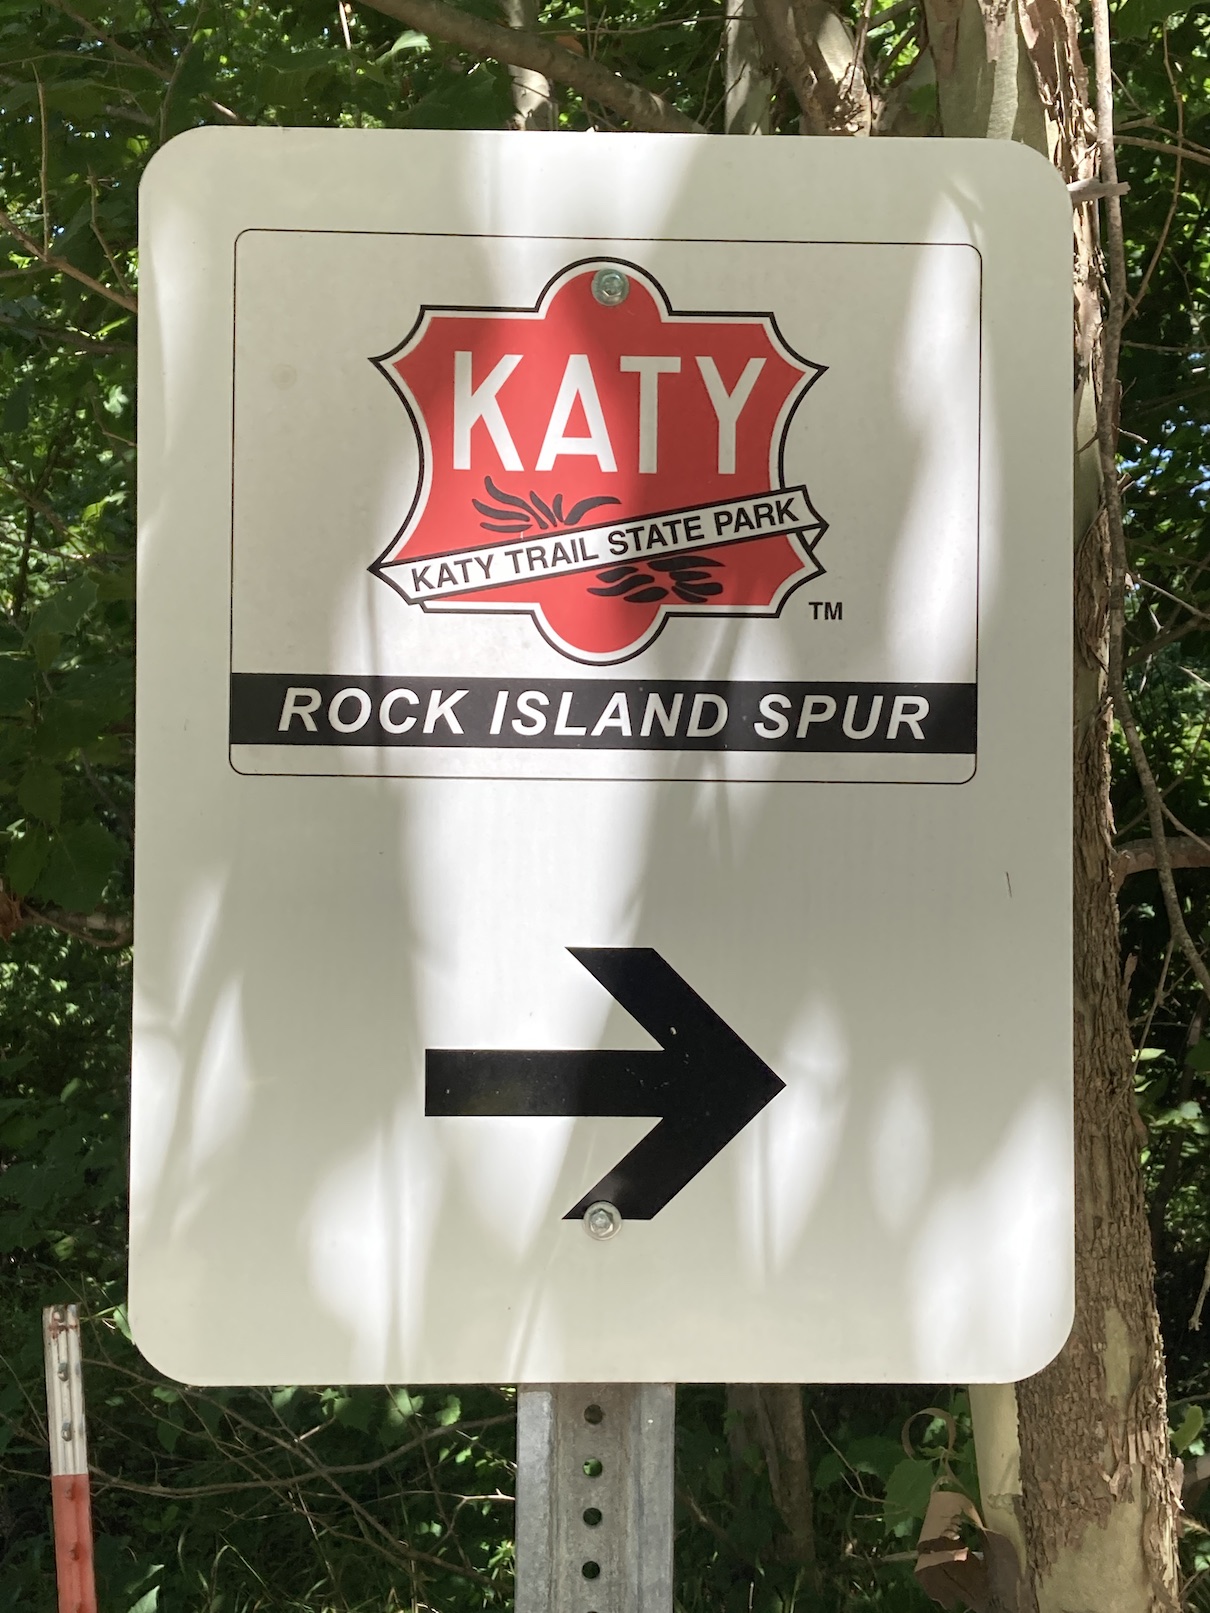 KATY
KATY TRAIL STATE PARK
TM
ROCK ISLAND SPUR